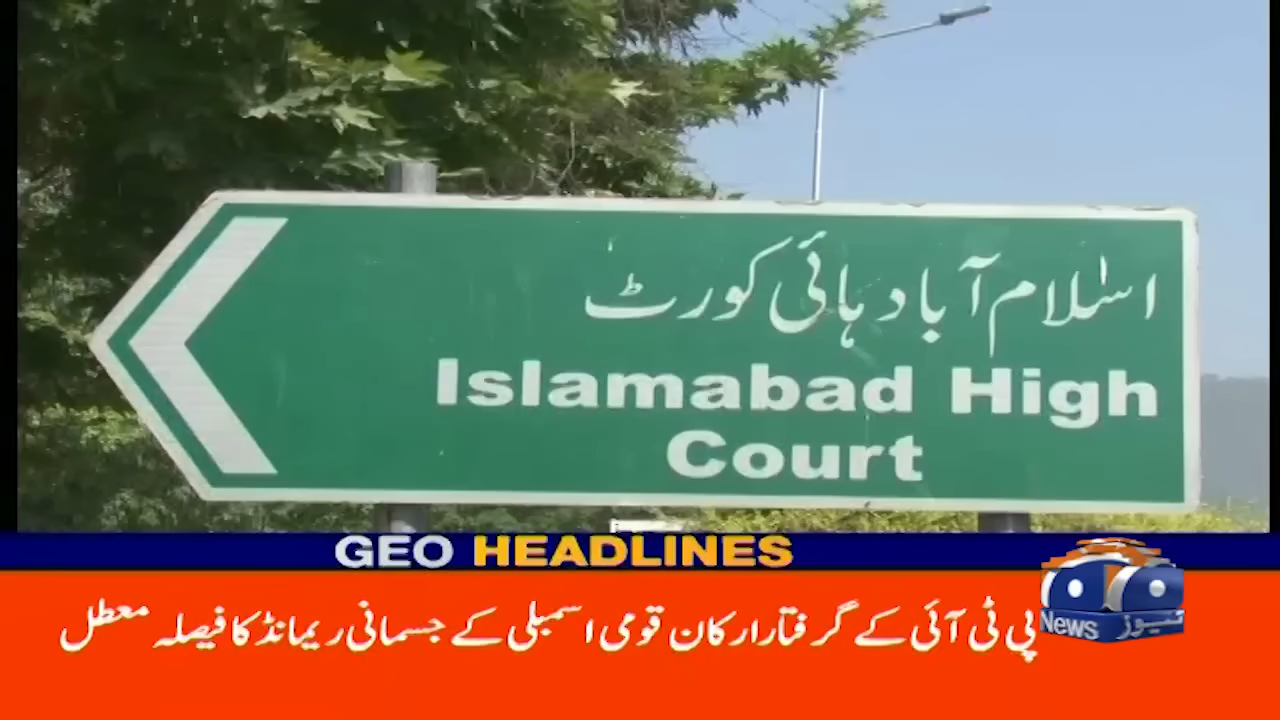 اسلام آباد ہائی کورٹ
Islamabad High
Court
GEO HEADLINES
پی ٹی آئی کے گرفتار ارکان قومی اسمبلی کے جسمانی ریمانڈ کا فیصلہ معطل
News نیوز